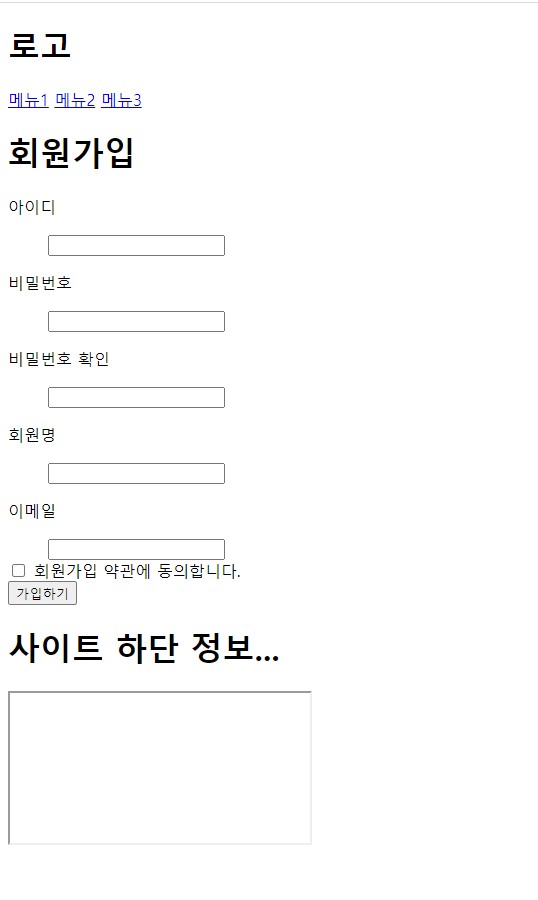 로고
메뉴1 메뉴2 메뉴3
회원가입
아이디
비밀번호
비밀번호 확인
회원명
이메일
회원가입 약관에 동의합니다.
가입하기
사이트 하단 정보...